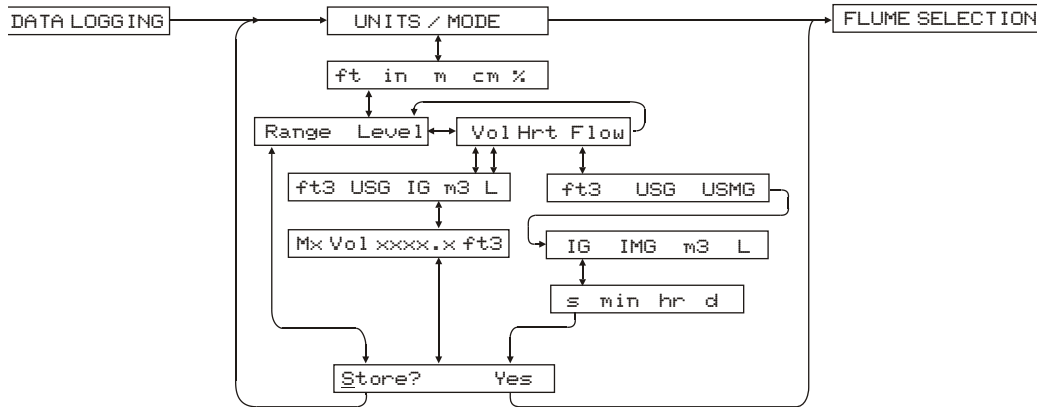 DATA LOGGING
UNITS / MODE
FLUME SELECTION
ft in m cm %
Range Level
Vol Hrt Flow
ft3 USG IG m3 L
ft3 USG USMG
Mx Vol xxxx.x ft3
IG IMG m3 L
s min hr d
Store? Yes